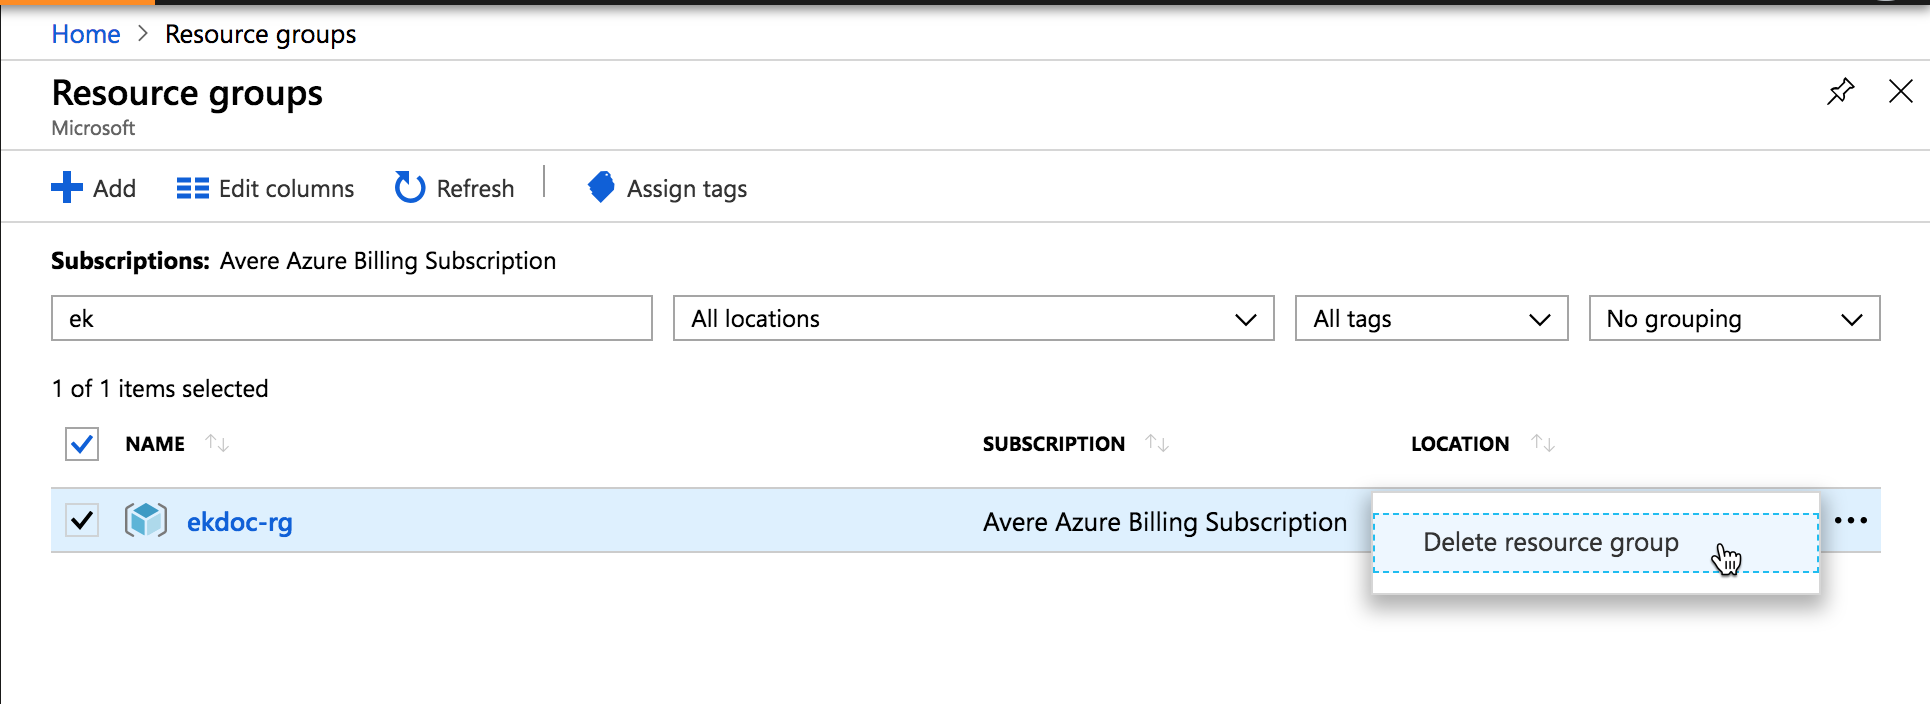 Home > Resource groups
Resource groups
Microsoft
Add Edit columns Refresh Assign tags
Subscriptions: Avere Azure Billing Subscription
ek All locations All tags No grouping
1 of 1 items selected
NAME SUBSCRIPTION LOCATION
ekdoc-rg Avere Azure Billing Subscription
Delete resource group